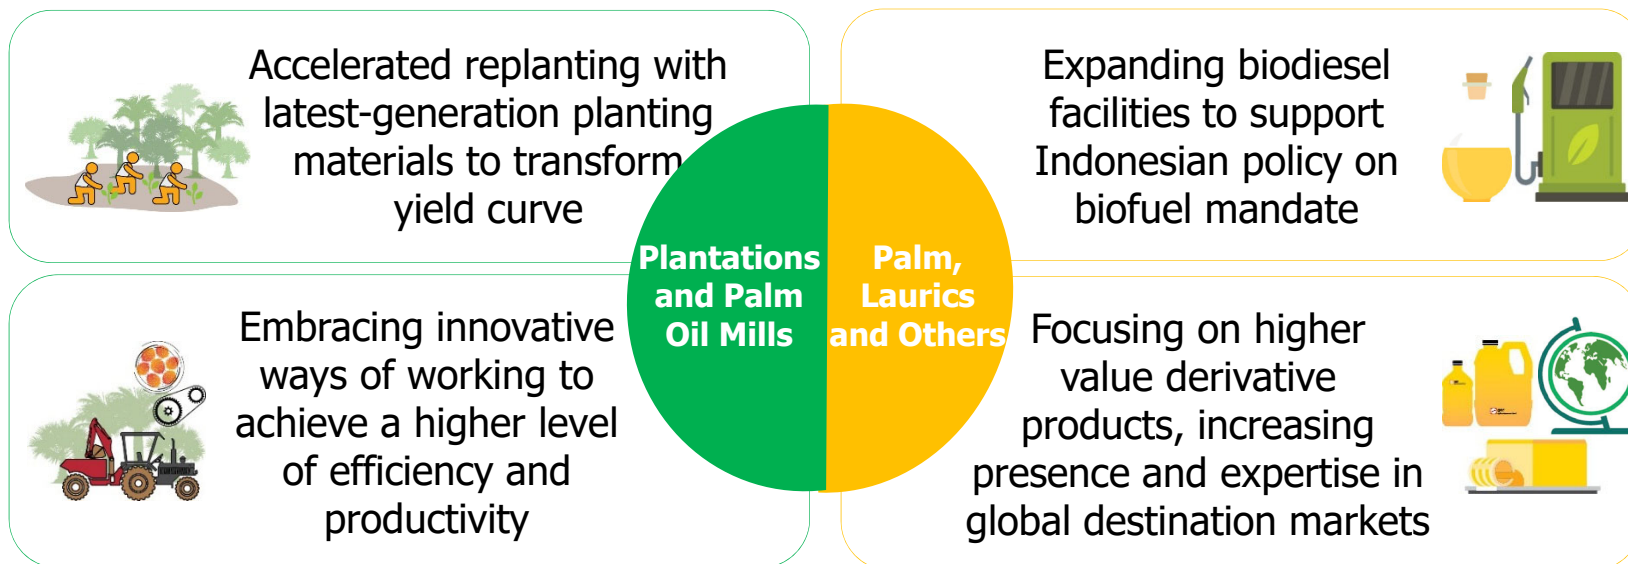 Accelerated replanting with
latest-generation planting
materials to transform
yield curve
Expanding biodiesel
facilities to support
Indonesian policy on
biofuel mandate
Plantations
and Palm
Oil Mills
Palm,
Laurics
and Others
Embracing innovative
ways of working to
achieve a higher level
of efficiency and
productivity
Focusing on higher
value derivative
products, increasing
presence and expertise in
global destination markets